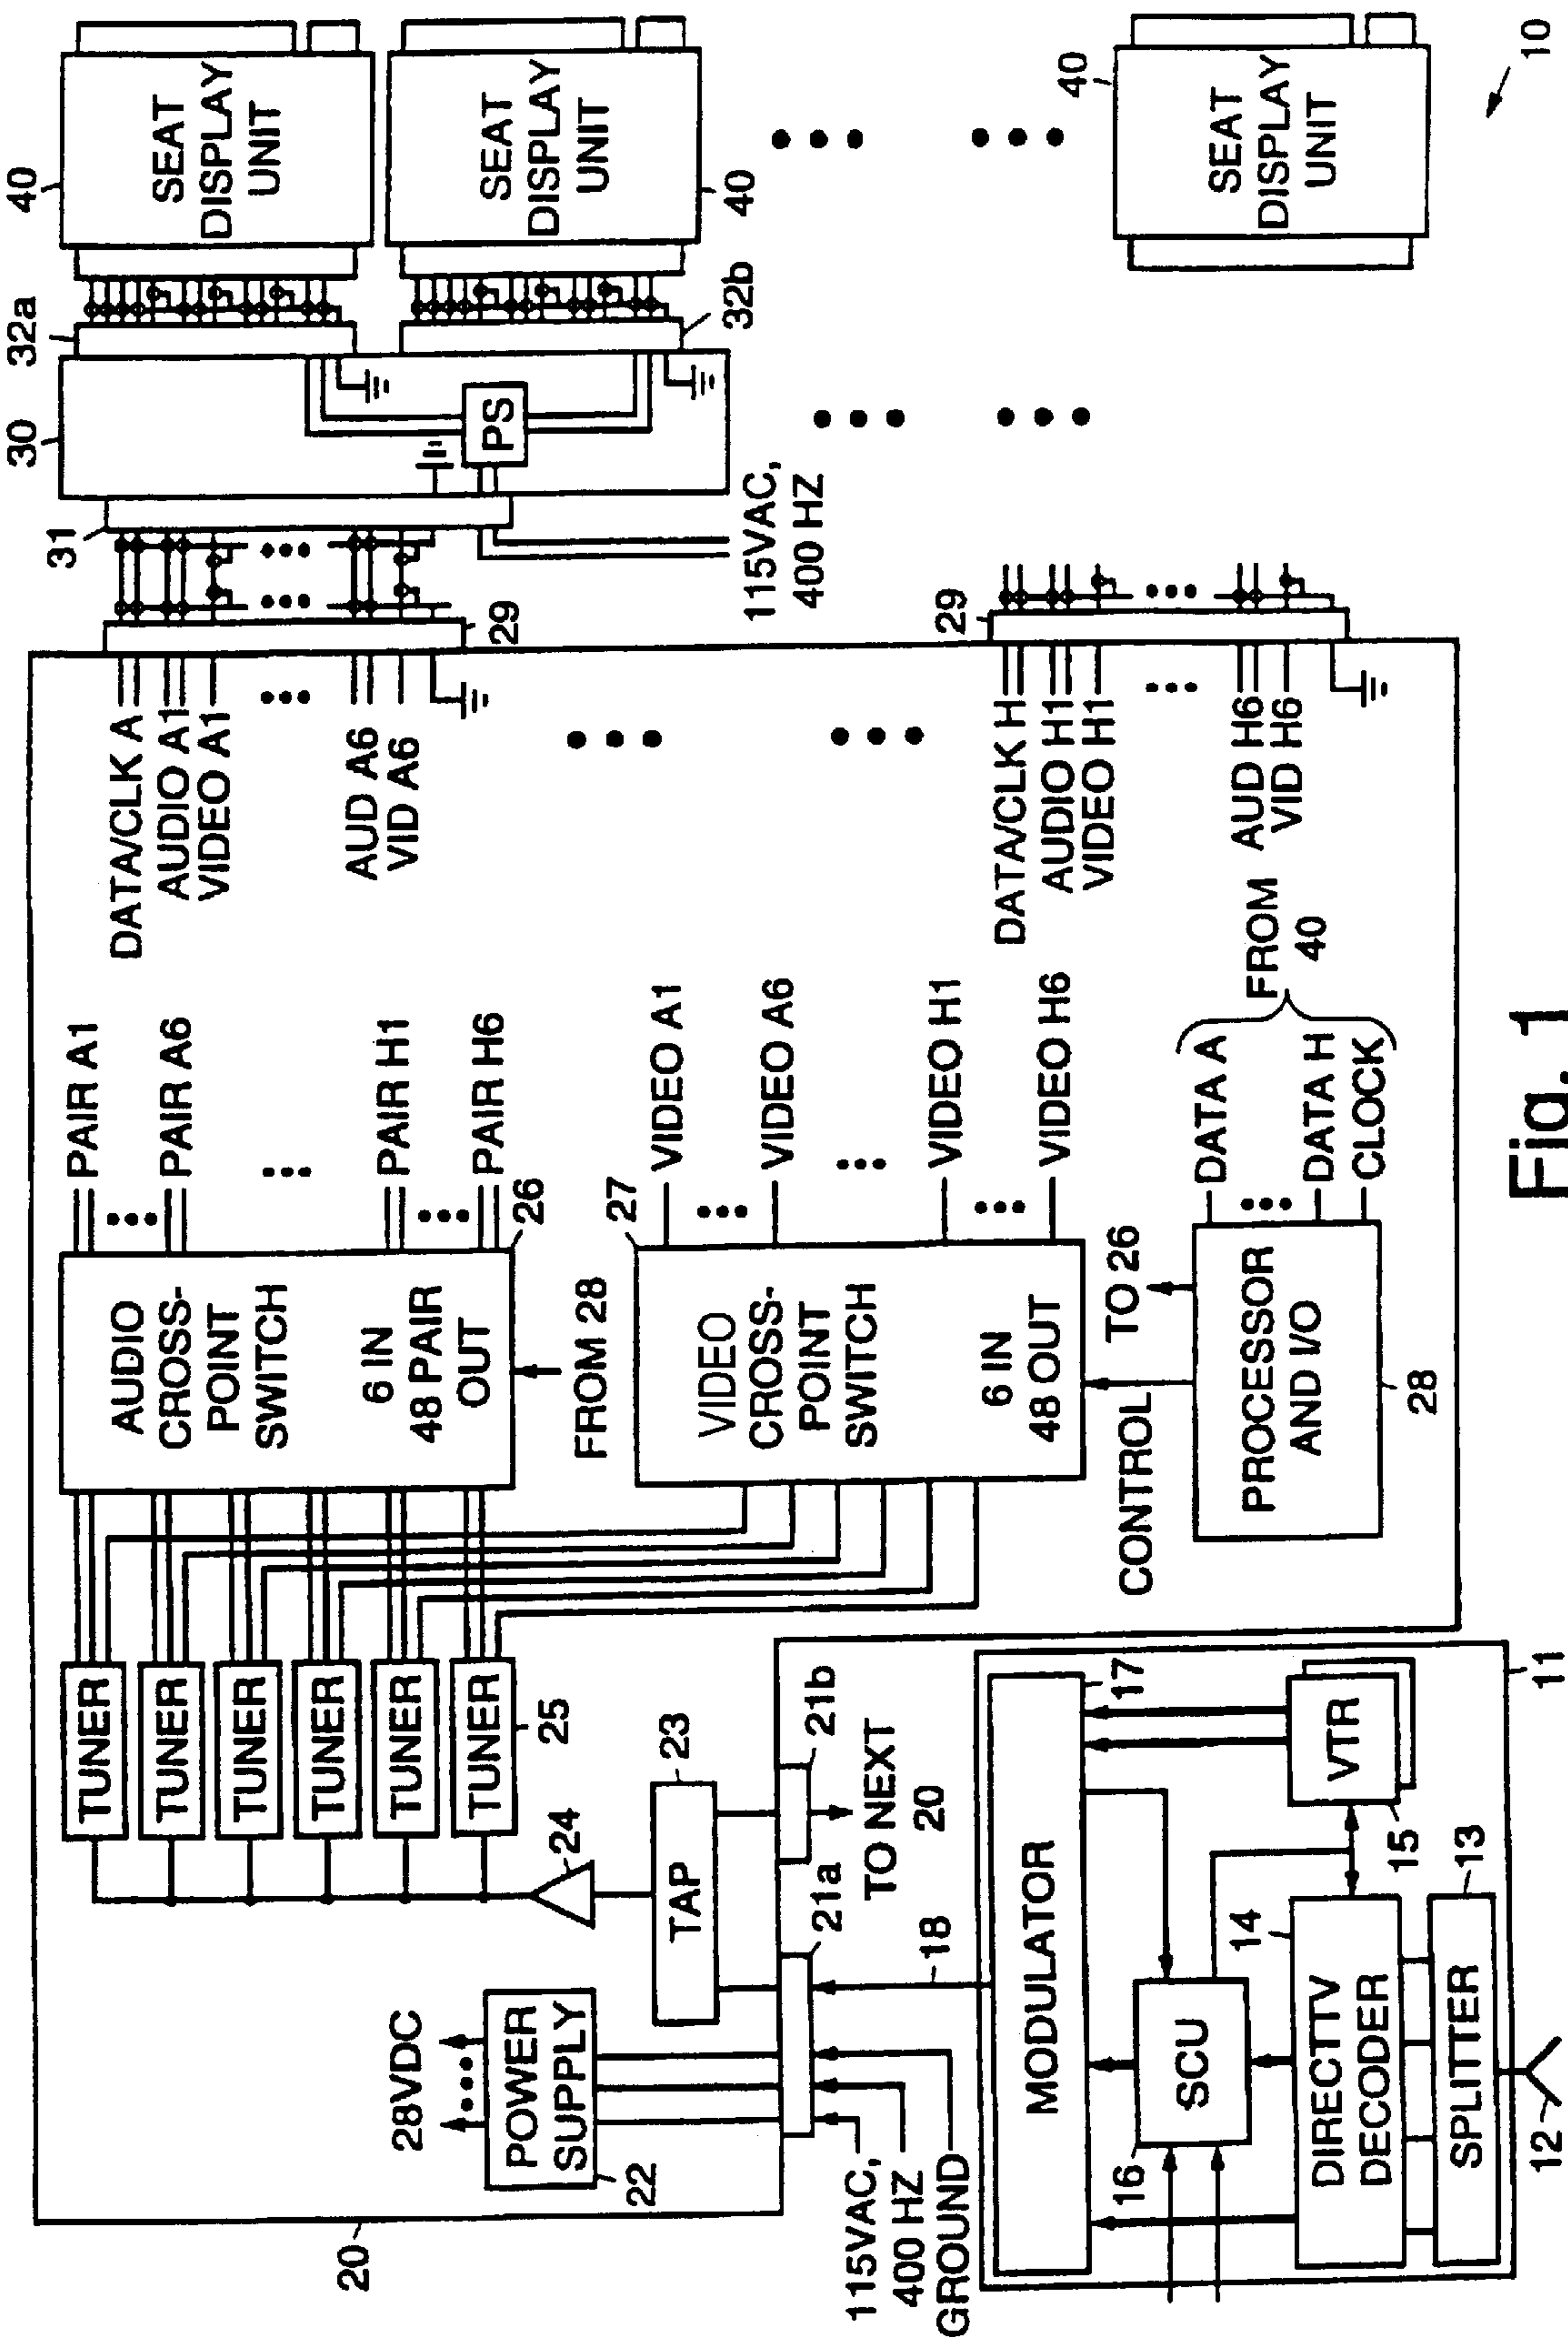 10
40
SEAT
DISPLAY
UNIT
40
SEAT
DISPLAY
UNIT
40
SEAT
DISPLAY
UNIT
32a
32b
30
PS
31
115VAC,
400 HZ
29
29
DATA/CLK A
AUDIO A1
VIDEO A1
AUD A6
VID A6
DATA/CLK H
AUDIO H1
VIDEO H1
AUD H6
VID H6
PAIR A1
PAIR A6
PAIR H1
PAIR H6
26
AUDIO
CROSS-
POINT
SWITCH
6 IN
48 PAIR
OUT
FROM 28
27
VIDEO A1
VIDEO A6
VIDEO H1
VIDEO H6
VIDEO
CROSS-
POINT
SWITCH
6 IN
48 OUT
FROM
40
DATA A
DATA H
CLOCK
CONTROL
TO 26
PROCESSOR
AND I/O
28
TUNER
TUNER
TUNER
TUNER
TUNER
TUNER
25
24
TAP
23
21b
TO NEXT
20
21a
28VDC
POWER
SUPPLY
22
20
115VAC,
400 HZ
GROUND
18
MODULATOR
17
11
SCU
16
VTR
15
14
DIRECTTV
DECODER
13
SPLITTER
12
Fig. 1